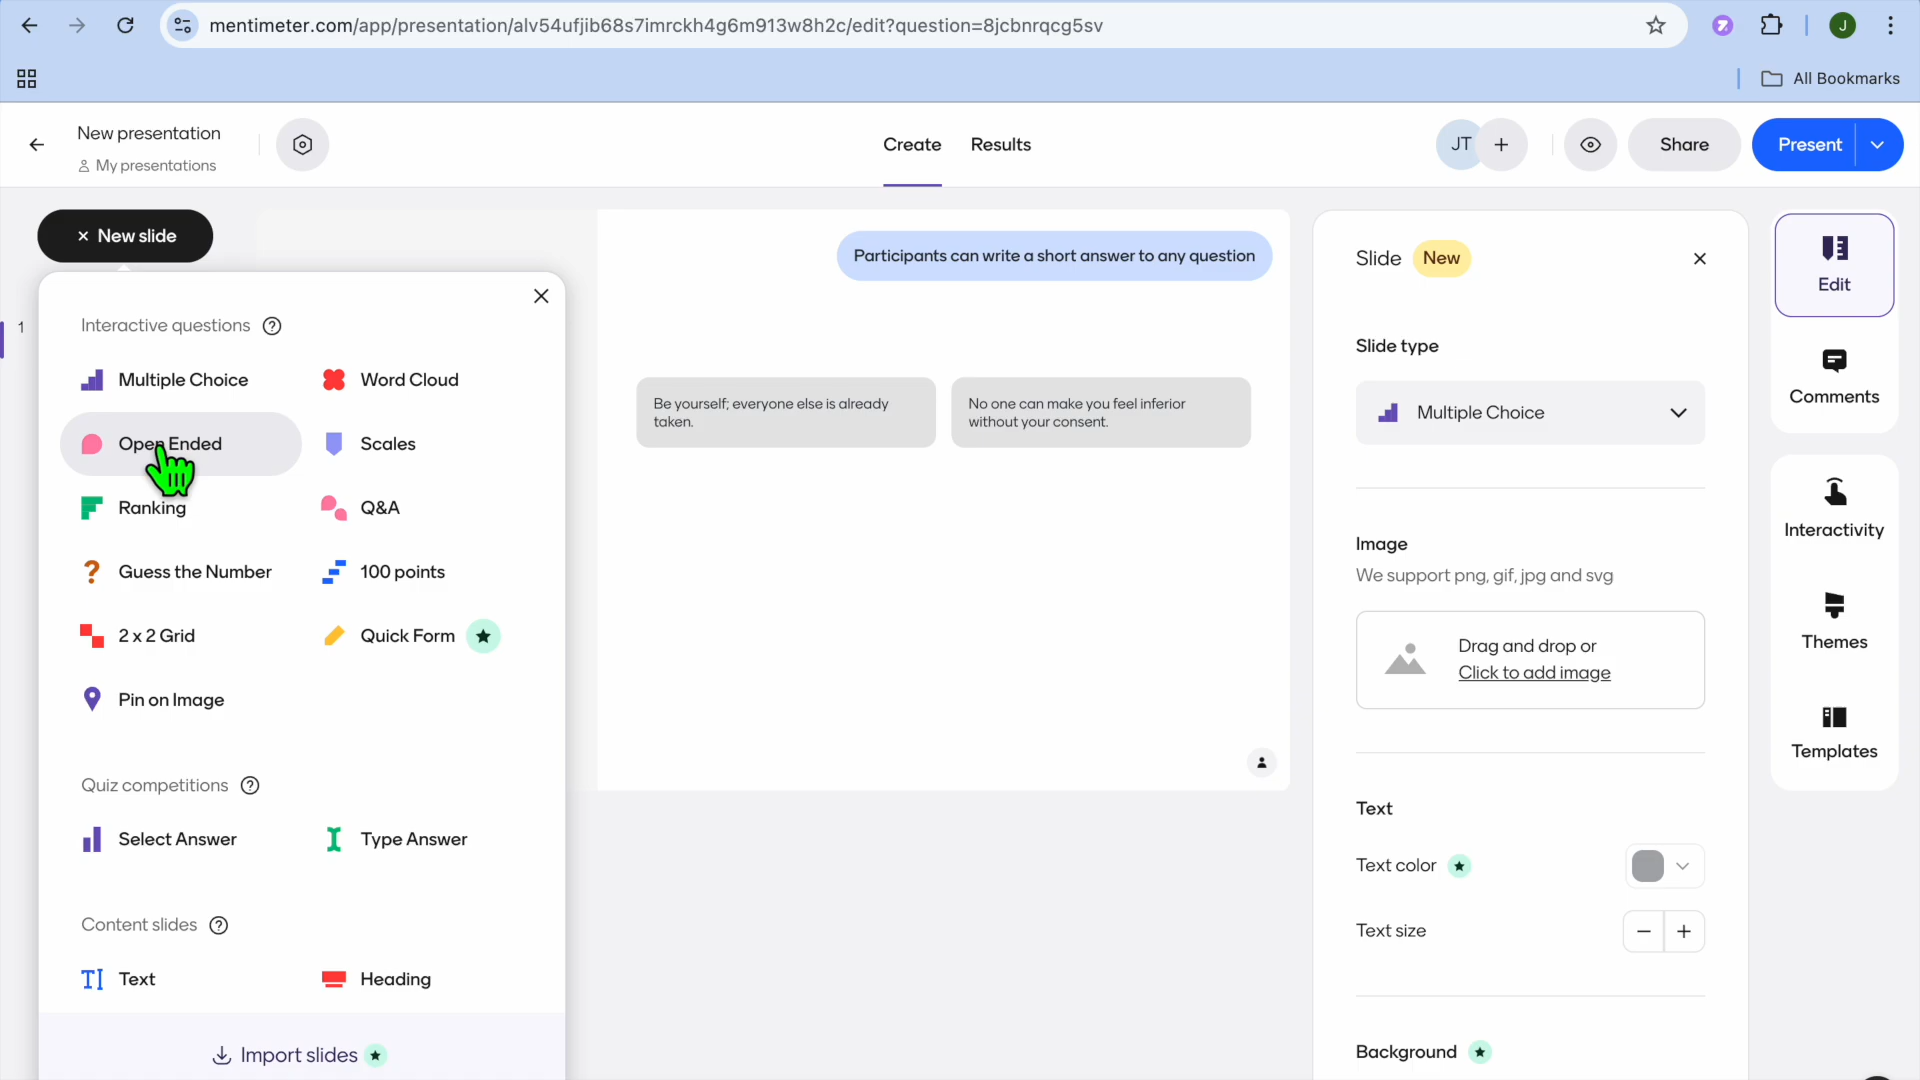 mentimeter.com/app/presentation/alv54ufjib68s7imrckh4g6m913w8h2c/edit?question=8jcbnrqcg5sv
J
All Bookmarks
New presentation
My presentations
Create
Results
JT
Share
Present
New slide
Interactive questions
Multiple Choice
Word Cloud
Open Ended
Scales
Ranking
Q&A
Guess the Number
100 points
2 x 2 Grid
Quick Form
Pin on Image
Quiz competitions
Select Answer
Type Answer
Content slides
Text
Heading
Import slides
1
Participants can write a short answer to any question
Be yourself; everyone else is already
taken.
No one can make you feel inferior
without your consent.
Slide
New
Slide type
Multiple Choice
Image
We support png, gif, jpg and svg
Drag and drop or
Click to add image
Text
Text color
Text size
Background
Edit
Comments
Interactivity
Themes
Templates